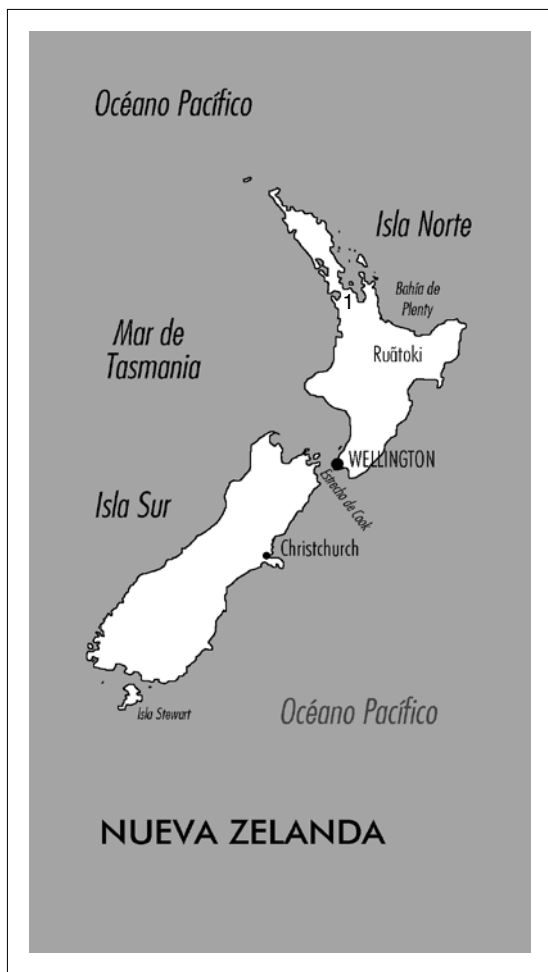 Océano Pacífico
Isla Norte
Bahía de
Plenty
1
Mar de
Tasmania
Ruãtoki
WELLINGTON
Estrecho de Cook
Isla Sur
Christchurch
Isla Stewart
Océano Pacífico
NUEVA ZELANDA